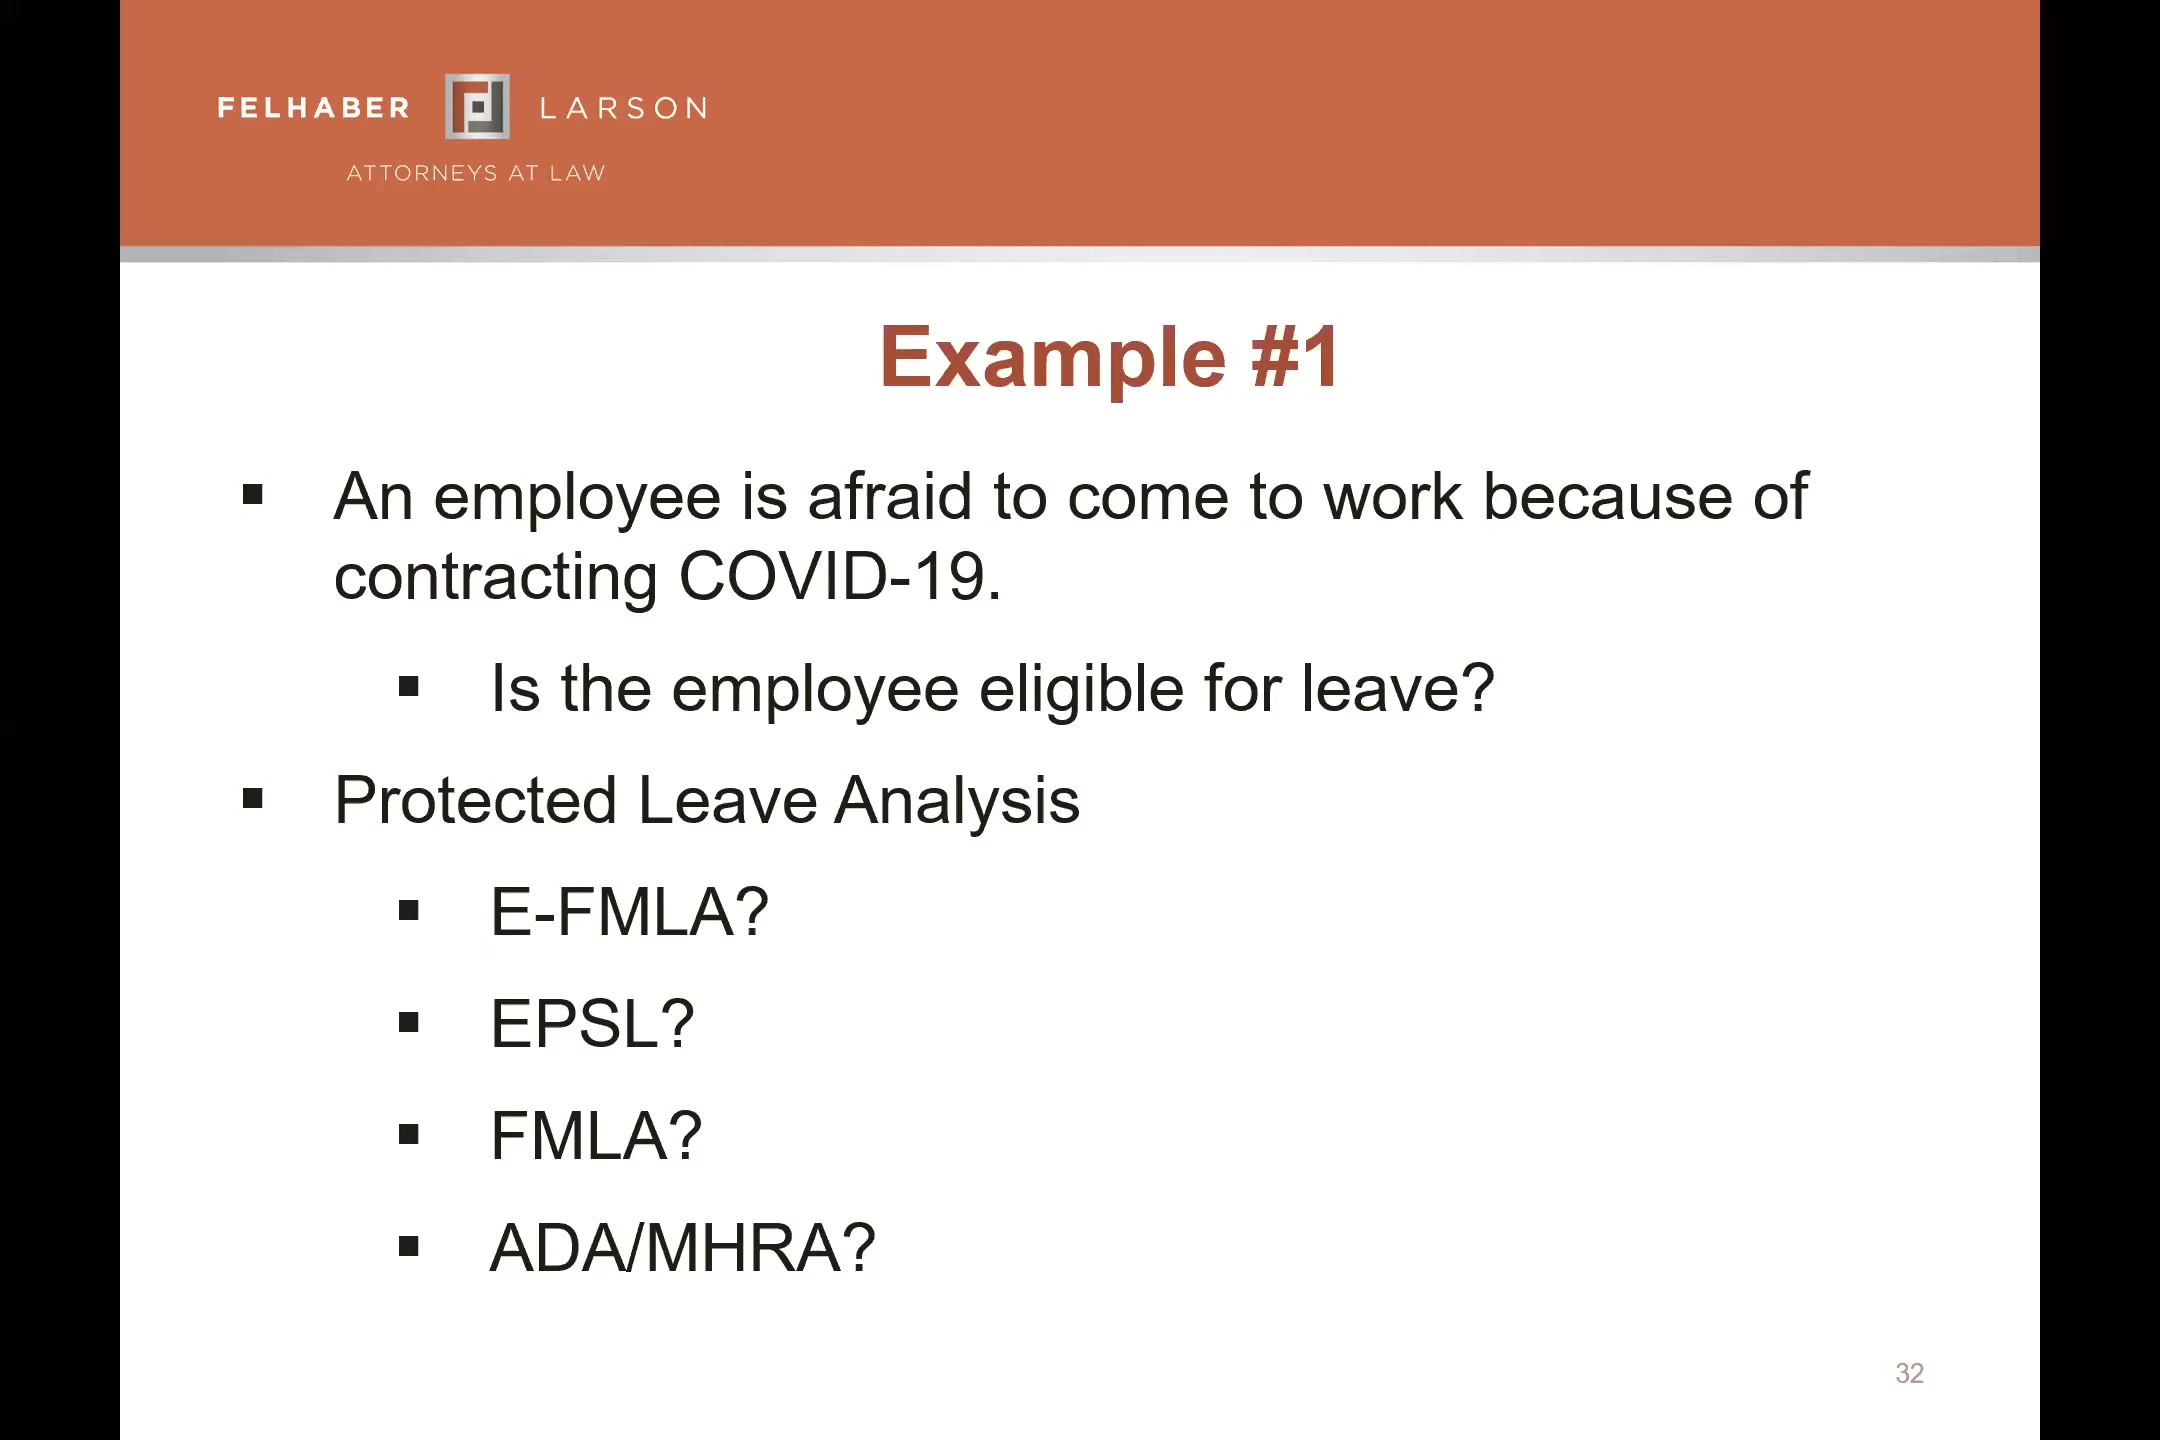 FELHABER LARSON
ATTORNEYS AT LAW
Example #1
▪ An employee is afraid to come to work because of
contracting COVID-19.
▪ Is the employee eligible for leave?
▪ Protected Leave Analysis
▪ E-FMLA?
▪ EPSL?
▪ FMLA?
▪ ADA/MHRA?
32